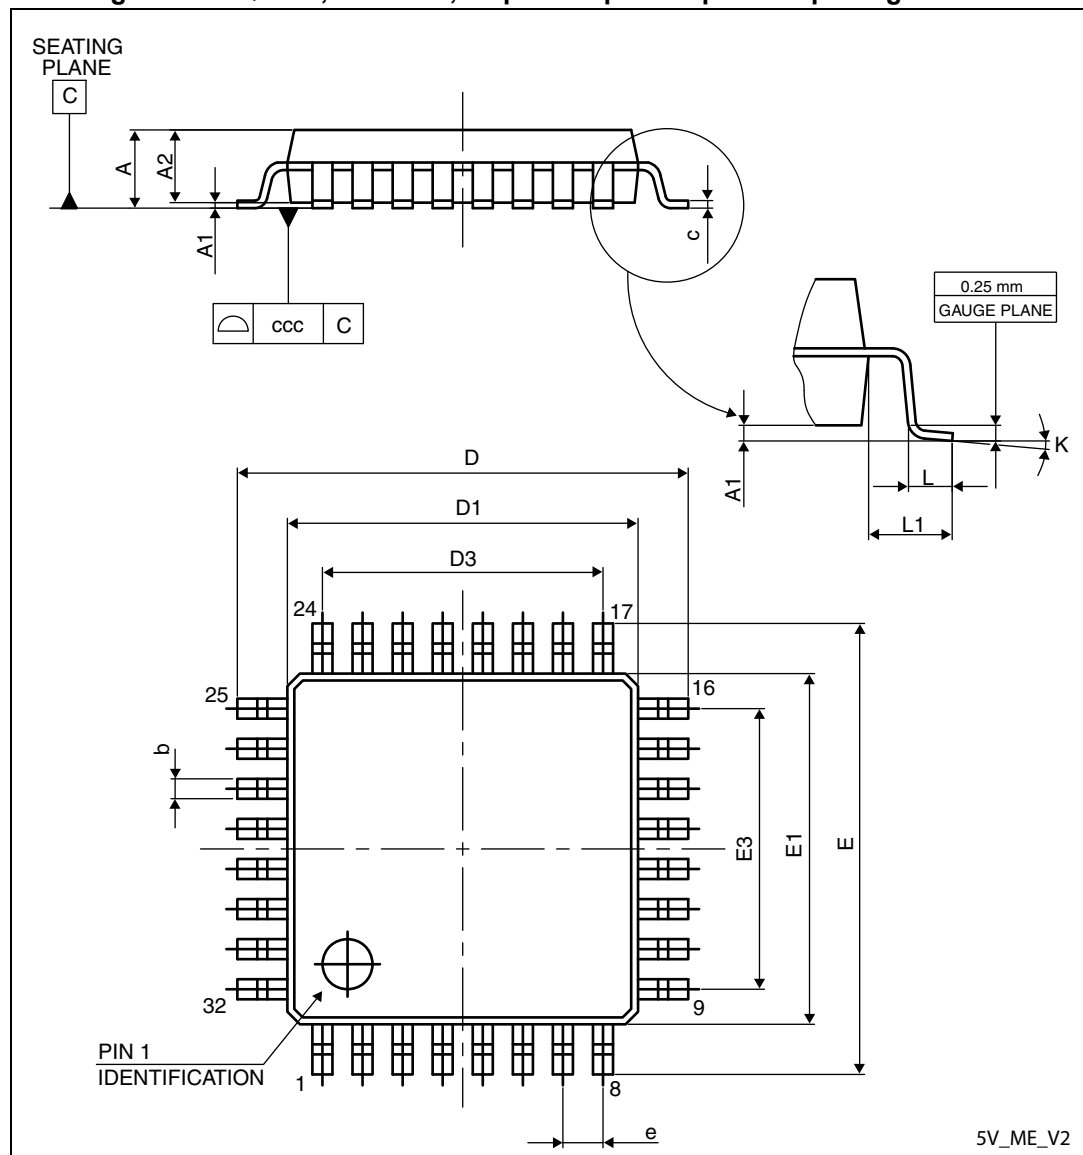 SEATING
PLANE
C
A
A2
A1
c
ccc
C
0.25 mm
GAUGE PLANE
K
A1
L
L1
D
D1
D3
24
17
25
16
b
E3
E1
E
32
9
PIN 1
IDENTIFICATION
1
8
e
5V_ME_V2